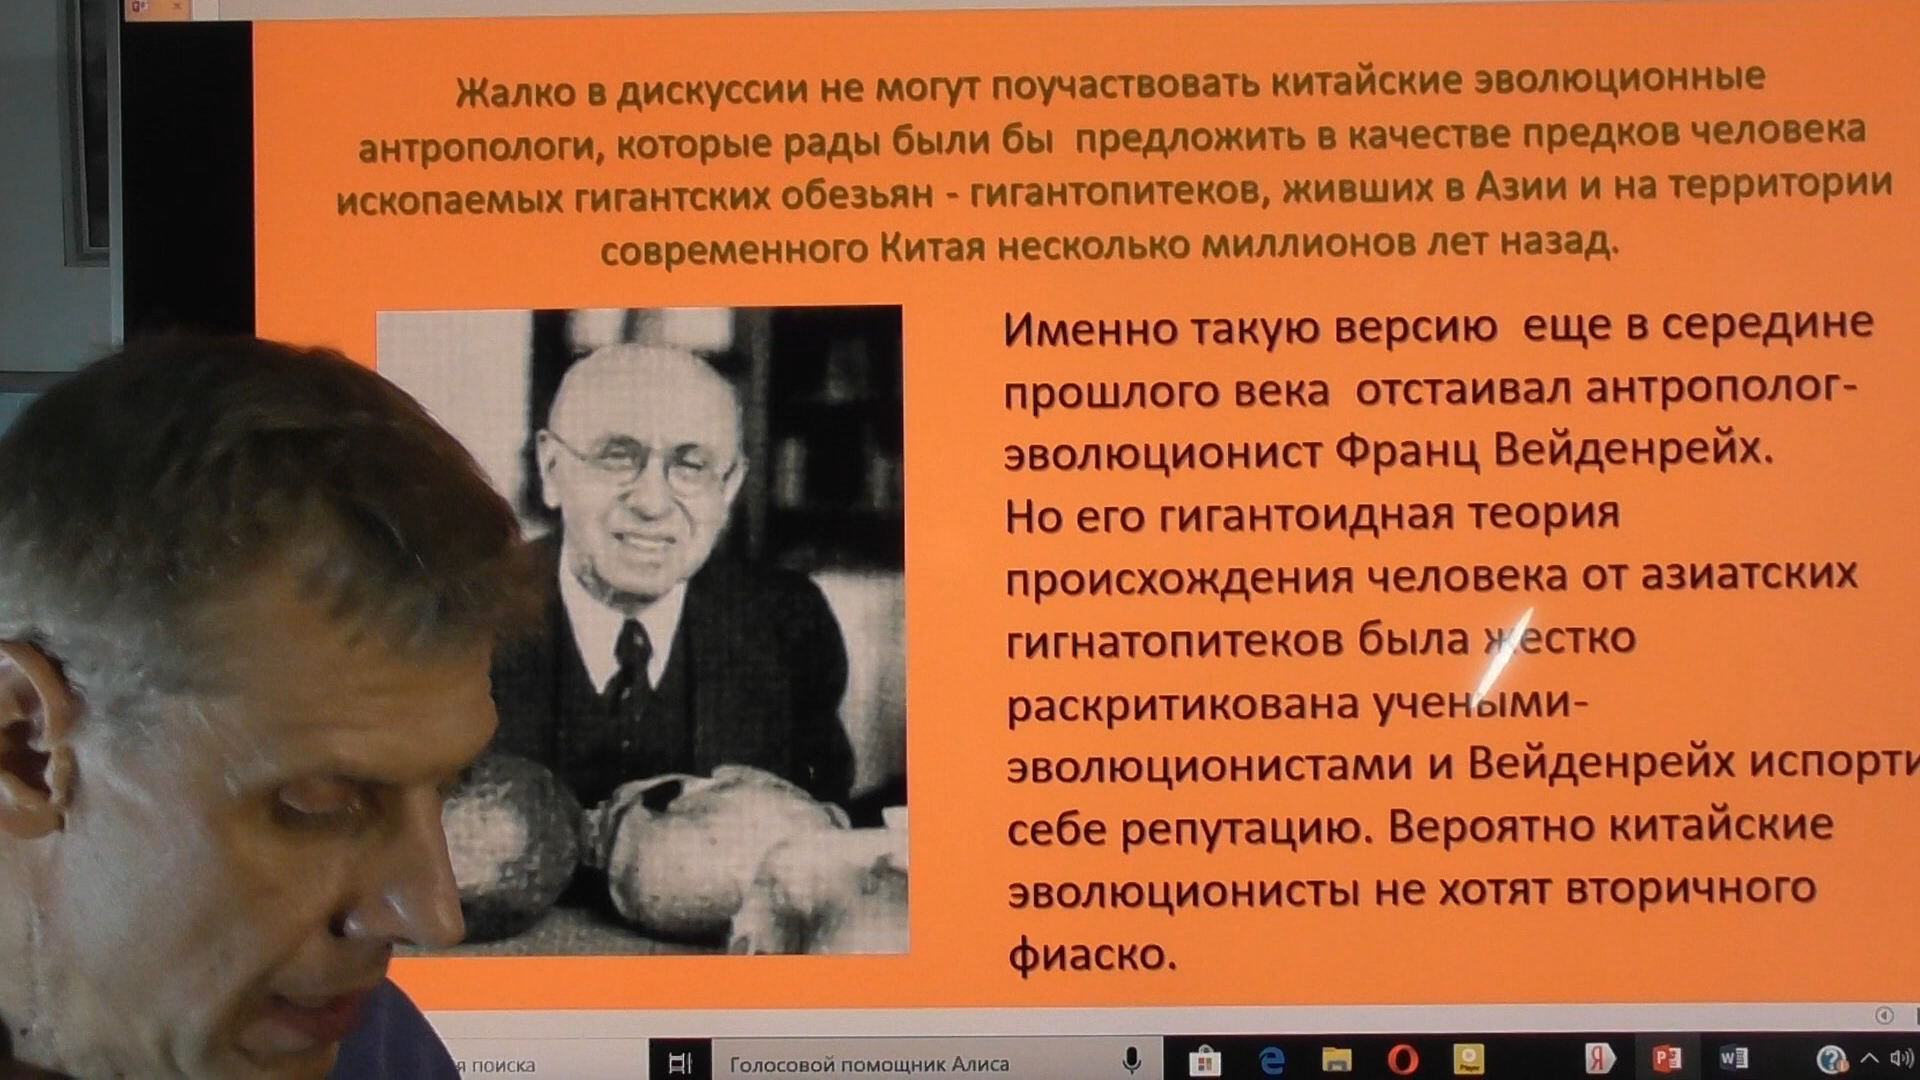 Жалко в дискуссии не могут поучаствовать китайские эволюционные
антропологи, которые рады были бы предложить в качестве предков человека
ископаемых гигантских обезьян - гигантопитеков, живших в Азии и на территории
современного Китая несколько миллионов лет назад.
Именно такую версию еще в середине
прошлого века отстаивал антрополог-
эволюционист Франц Вейденрейх.
Но его гигантоидная теория
происхождения человека от азиатских
гигнатопитеков была жестко
раскритикована учеными-
эволюционистами и Вейденрейх испорти
себе репутацию. Вероятно китайские
эволюционисты не хотят вторичного
фиаско.
я поиска
Голосовой помощник Алиса